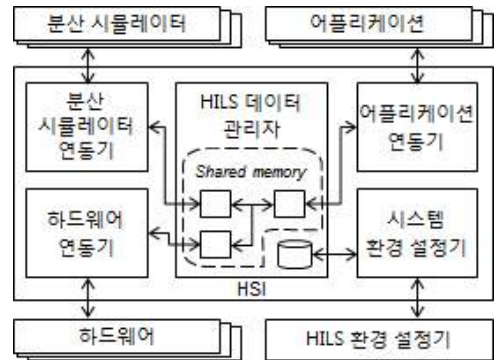 분산 시뮬레이터
어플리케이션
분산
시뮬레이터
연동기
HILS 데이터
관리자
어플리케이션
연동기
Shared memory
하드웨어
연동기
시스템
환경 설정기
HSI
하드웨어
HILS 환경 설정기